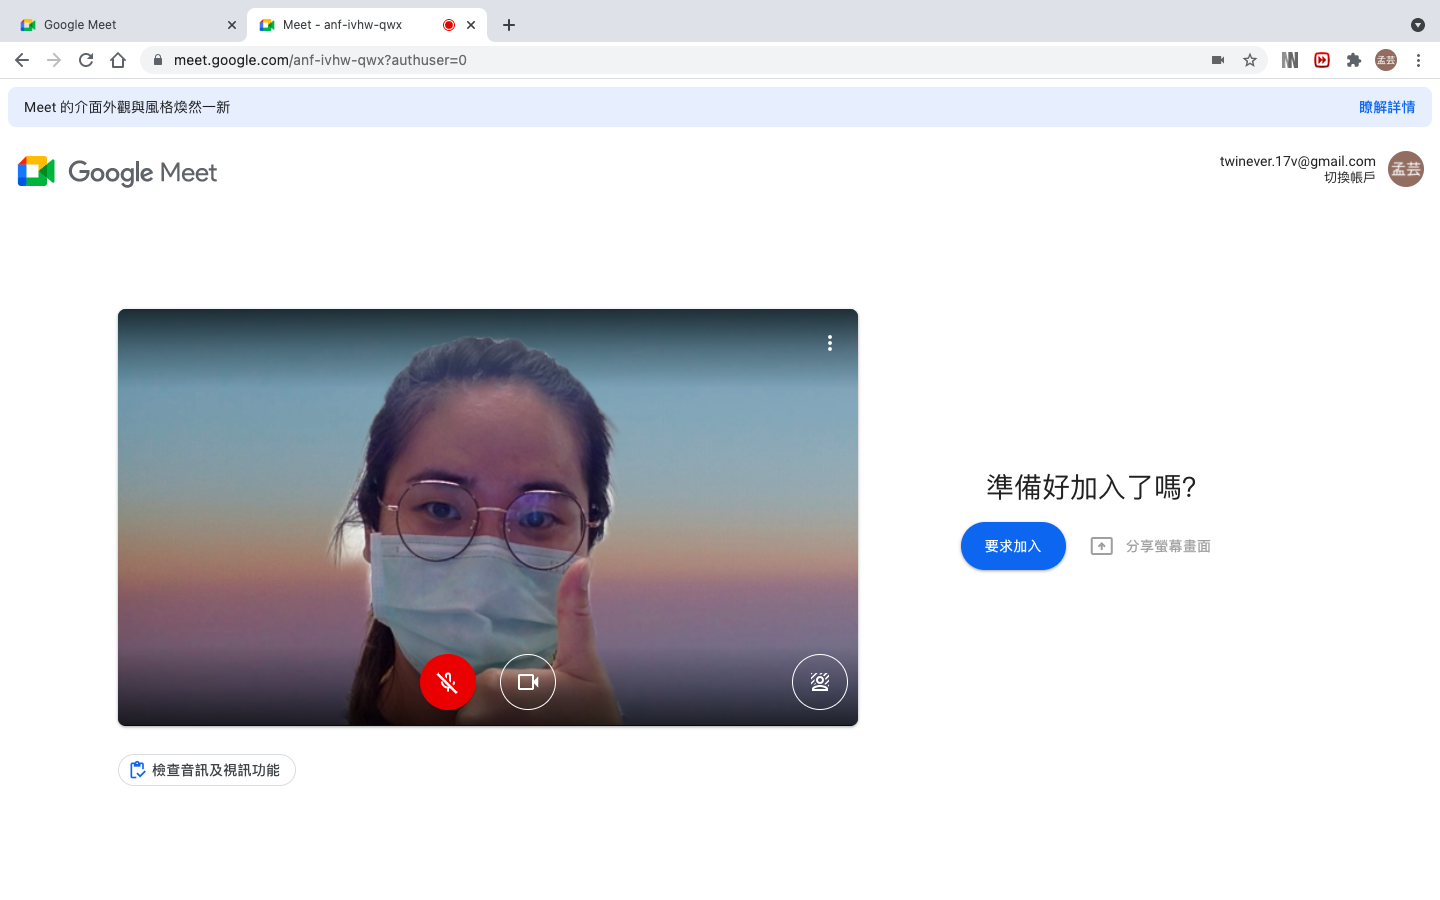 Google Meet
Meet - anf-ivhw-qwx
meet.google.com/anf-ivhw-qwx?authuser=0
孟芸
Meet 的介面外觀與風格煥然一新
瞭解詳情
Google Meet
twinever.17v@gmail.com
切換帳戶
孟芸
準備好加入了嗎?
要求加入
分享螢幕畫面
檢查音訊及視訊功能